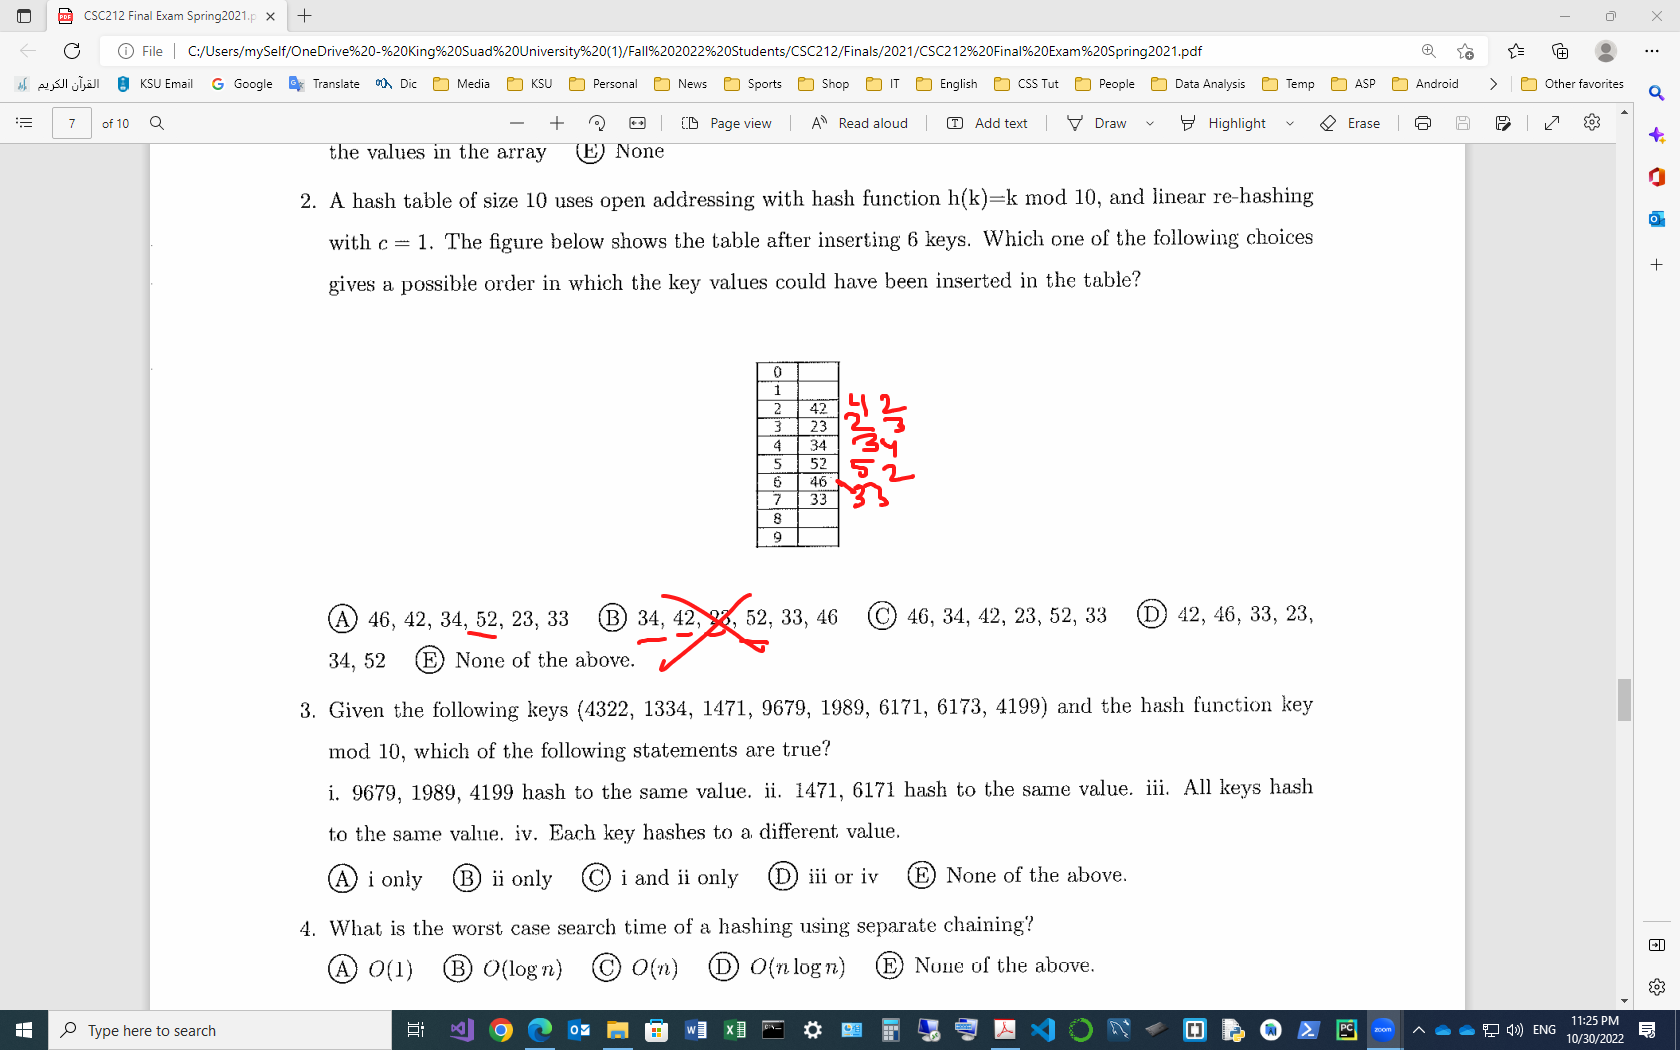 CSC212 Final Exam Spring2021.p
File
C:/Users/mySelf/OneDrive%20-%20King%20Suad%20University%20(1)/Fall%202022%20Students/CSC212/Finals/2021/CSC212%20Final%20Exam%20Spring2021.pdf
القرآن الكريم KSU Email Google Translate Dic Media KSU Personal News Sports Shop IT English CSS Tut People Data Analysis Temp ASP Android Other favorites
7 of 10 Page view Read aloud Add text Draw Highlight Erase
the values in the array (E) None
2. A hash table of size 10 uses open addressing with hash function h(k)=k mod 10, and linear re-hashing
with c = 1. The figure below shows the table after inserting 6 keys. Which one of the following choices
gives a possible order in which the key values could have been inserted in the table?
0
1
2 42 42
3 23 23
4 34 34
5 52 52
6 46
7 33 33
8
9
(A) 46, 42, 34, 52, 23, 33 (B) 34, 42, 23, 52, 33, 46 (C) 46, 34, 42, 23, 52, 33 (D) 42, 46, 33, 23,
34, 52 (E) None of the above.
3. Given the following keys (4322, 1334, 1471, 9679, 1989, 6171, 6173, 4199) and the hash function key
mod 10, which of the following statements are true?
i. 9679, 1989, 4199 hash to the same value. ii. 1471, 6171 hash to the same value. iii. All keys hash
to the same value. iv. Each key hashes to a different value.
(A) i only (B) ii only (C) i and ii only (D) iii or iv (E) None of the above.
4. What is the worst case search time of a hashing using separate chaining?
(A) O(1) (B) O(log n) (C) O(n) (D) O(n log n) (E) None of the above.
Type here to search
ENG
11:25 PM
10/30/2022